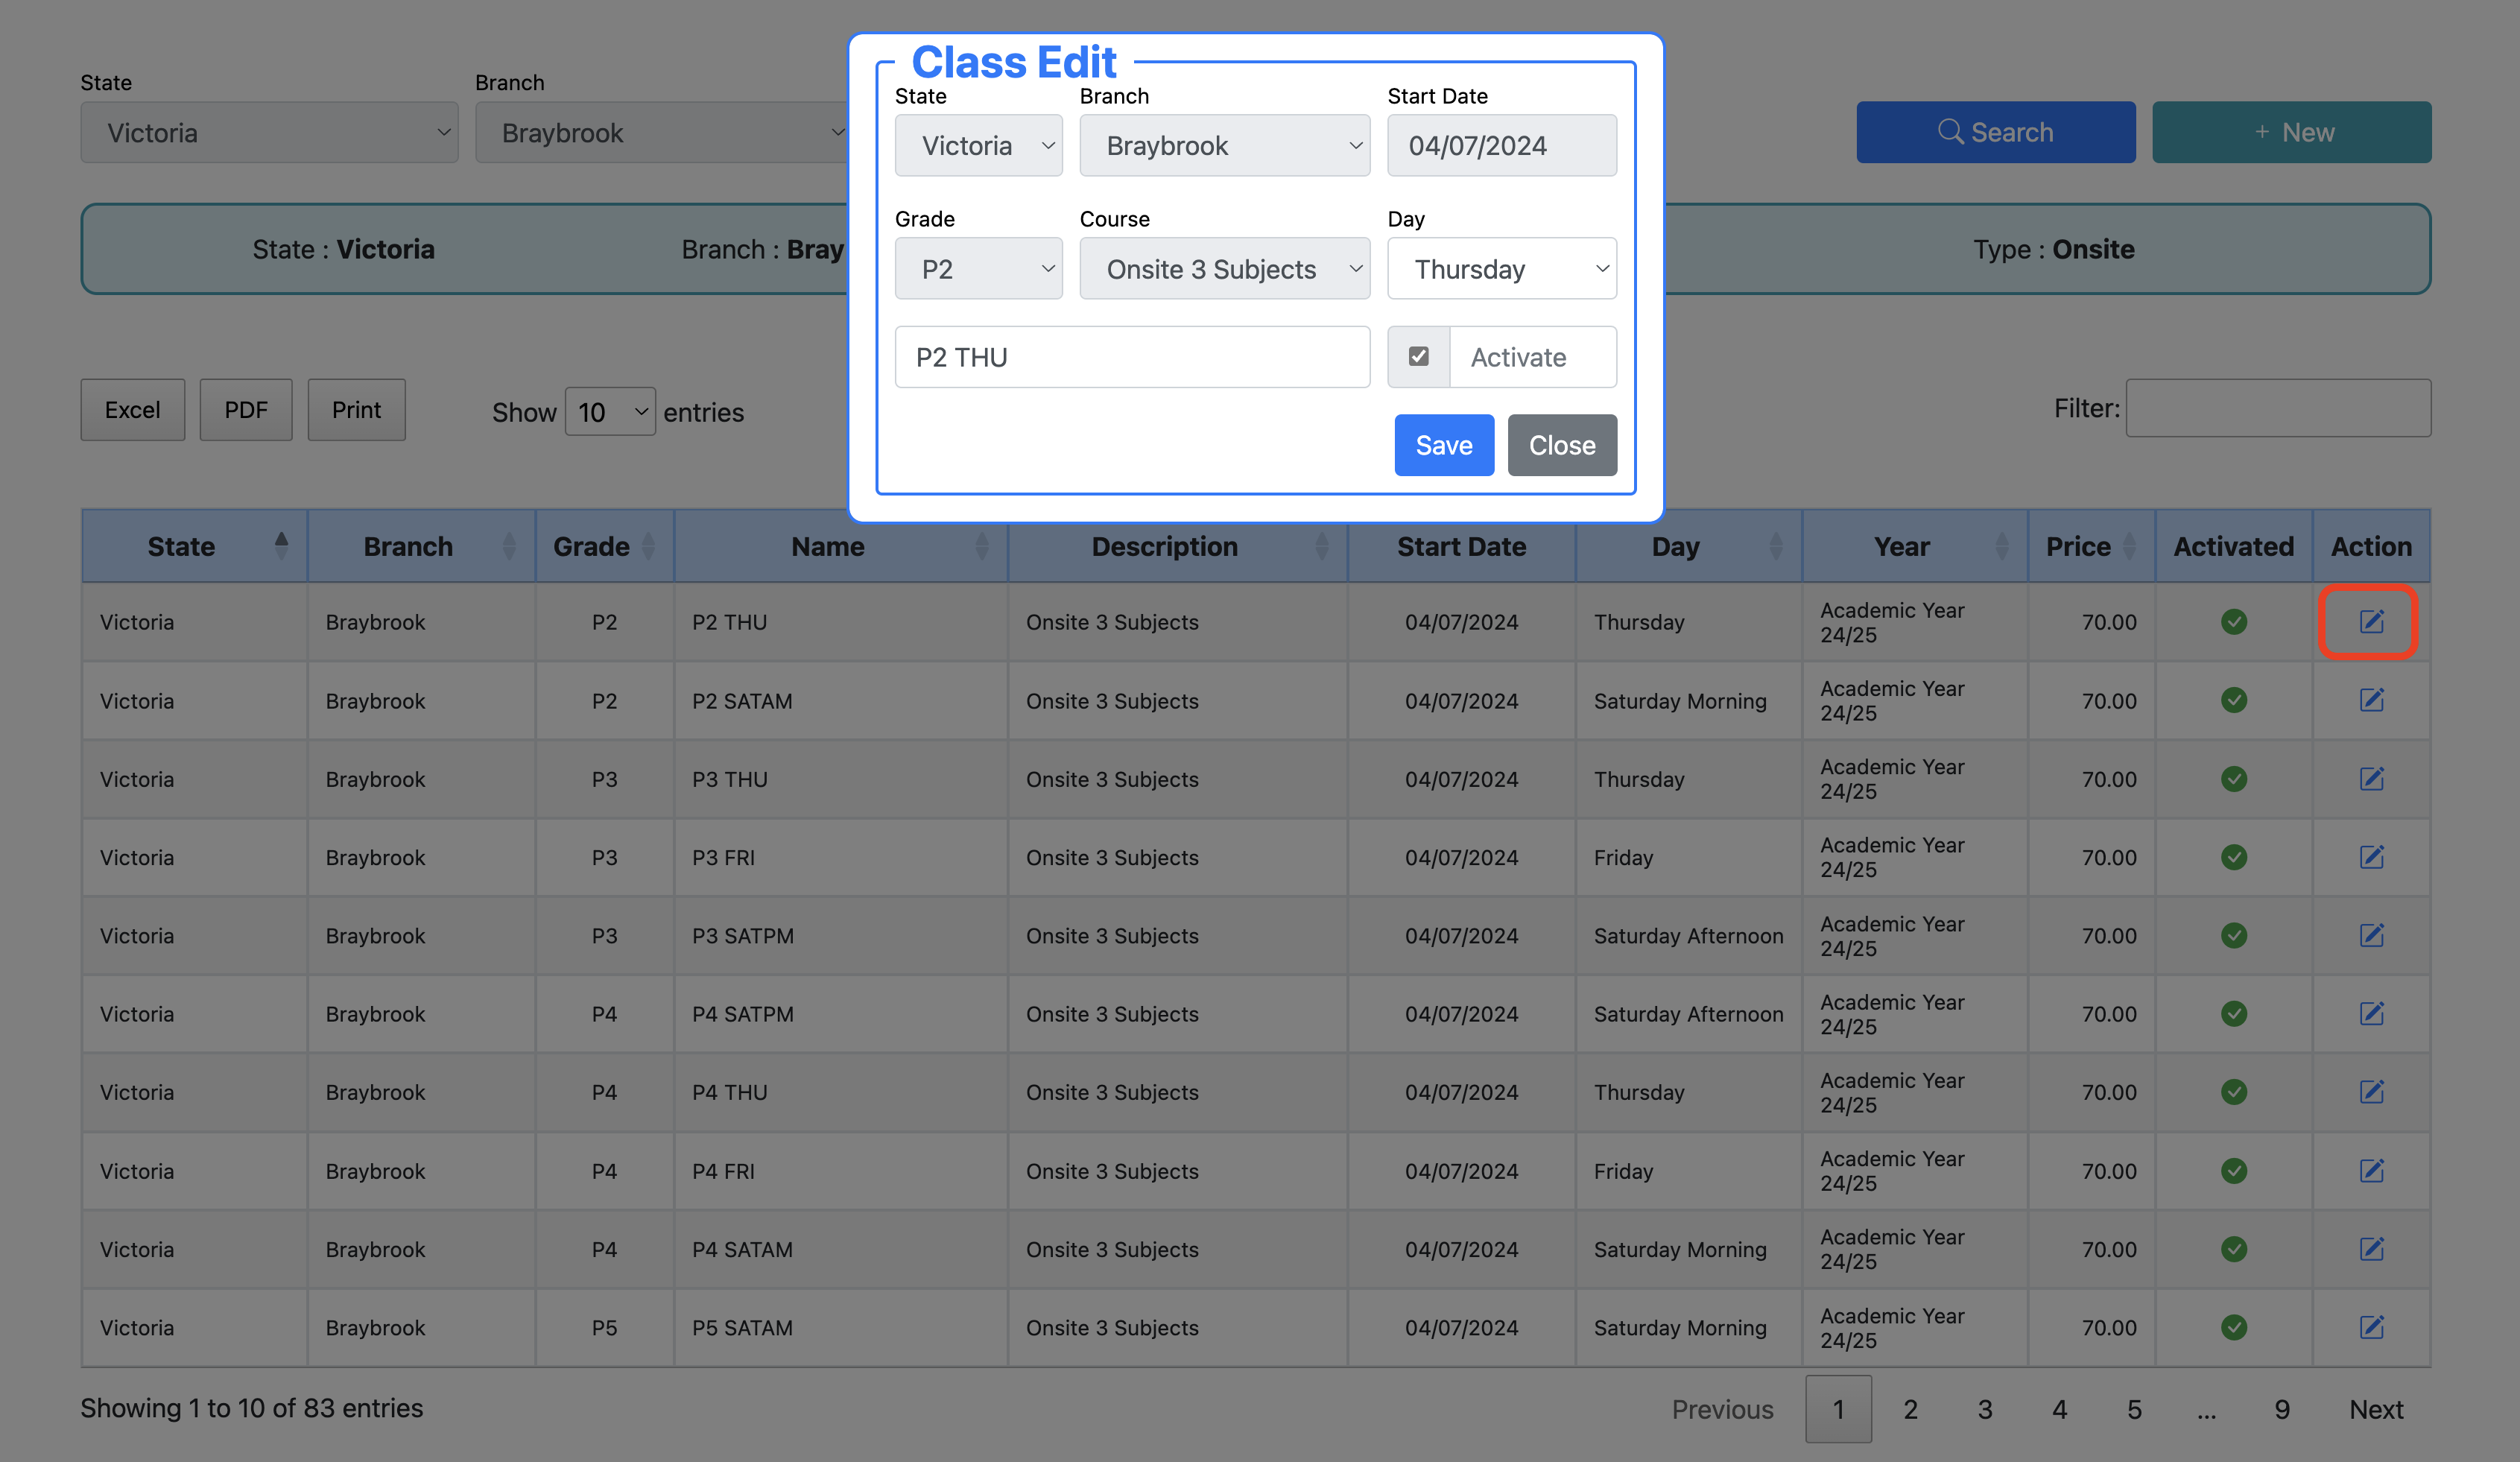 State
Branch
Victoria
Braybrook
Search
+ New
State : Victoria
Branch : Bray
Type : Onsite
Class Edit
State
Branch
Start Date
Victoria
Braybrook
04/07/2024
Grade
Course
Day
P2
Onsite 3 Subjects
Thursday
P2 THU
Activate
Save
Close
Excel
PDF
Print
Show 10 entries
Filter:
State Branch Grade Name Description Start Date Day Year Price Activated Action
Victoria Braybrook P2 P2 THU Onsite 3 Subjects 04/07/2024 Thursday Academic Year 70.00
24/25
Victoria Braybrook P2 P2 SATAM Onsite 3 Subjects 04/07/2024 Saturday Morning Academic Year 70.00
24/25
Victoria Braybrook P3 P3 THU Onsite 3 Subjects 04/07/2024 Thursday Academic Year 70.00
24/25
Victoria Braybrook P3 P3 FRI Onsite 3 Subjects 04/07/2024 Friday Academic Year 70.00
24/25
Victoria Braybrook P3 P3 SATPM Onsite 3 Subjects 04/07/2024 Saturday Afternoon Academic Year 70.00
24/25
Victoria Braybrook P4 P4 SATPM Onsite 3 Subjects 04/07/2024 Saturday Afternoon Academic Year 70.00
24/25
Victoria Braybrook P4 P4 THU Onsite 3 Subjects 04/07/2024 Thursday Academic Year 70.00
24/25
Victoria Braybrook P4 P4 FRI Onsite 3 Subjects 04/07/2024 Friday Academic Year 70.00
24/25
Victoria Braybrook P4 P4 SATAM Onsite 3 Subjects 04/07/2024 Saturday Morning Academic Year 70.00
24/25
Victoria Braybrook P5 P5 SATAM Onsite 3 Subjects 04/07/2024 Saturday Morning Academic Year 70.00
24/25
Showing 1 to 10 of 83 entries
Previous 1 2 3 4 5 ... 9 Next